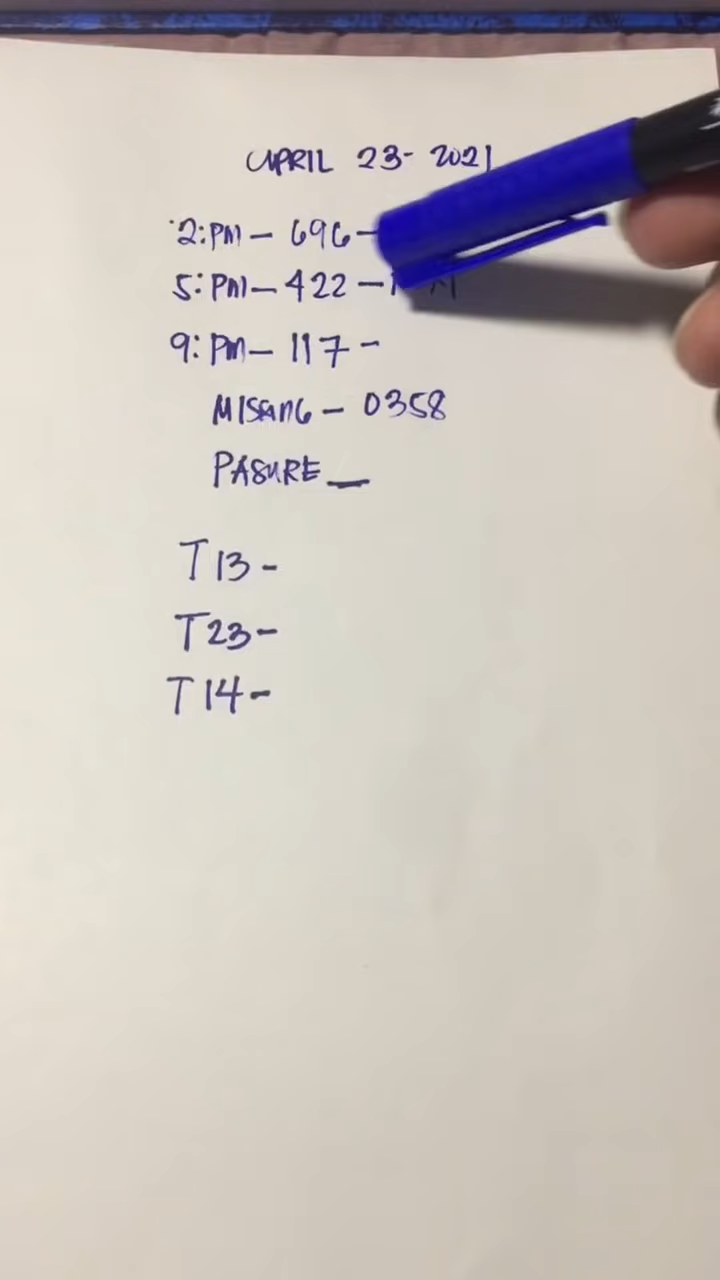 APRIL 23- 2021
2:PM - 696 -
5:PM - 422 -
9:PM - 117 -
MISANG - 0358
PASURE _
T13 -
T23 -
T14 -